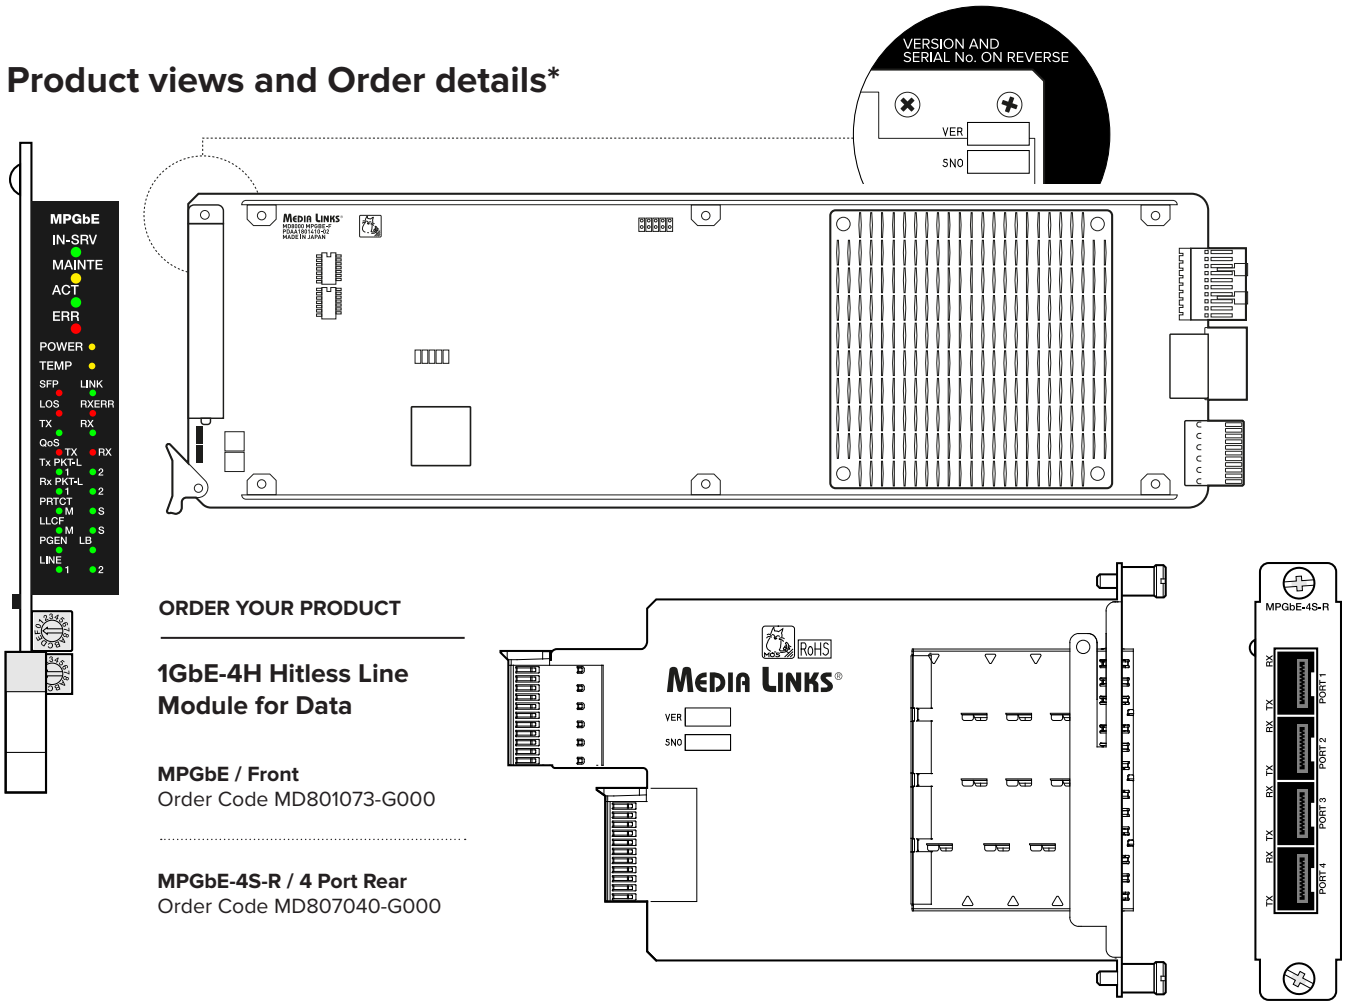 Product views and Order details*
VERSION AND
SERIAL No. ON REVERSE
VER
SNO
MPGbE
IN-SRV
MAINTE
ACT
ERR
POWER
TEMP
SFP LINK
LOS RXERR
TX RX
QoS
TX RX
Tx PKT-L
1 2
Rx PKT-L
1 2
PRTCT
M S
LLCF
M S
PGEN LB
LINE
1 2
MEDIA LINKS®
MD8000 MPGBE-F
PDAA1801410-02
MADE IN JAPAN
ORDER YOUR PRODUCT
1GbE-4H Hitless Line
Module for Data
MPGbE / Front
Order Code MD801073-G000
MPGbE-4S-R / 4 Port Rear
Order Code MD807040-G000
MOS
RoHS
MEDIA LINKS®
VER
SNO
MPGbE-4S-R
RX
TX
PORT 1
RX
TX
PORT 2
RX
TX
PORT 3
RX
TX
PORT 4